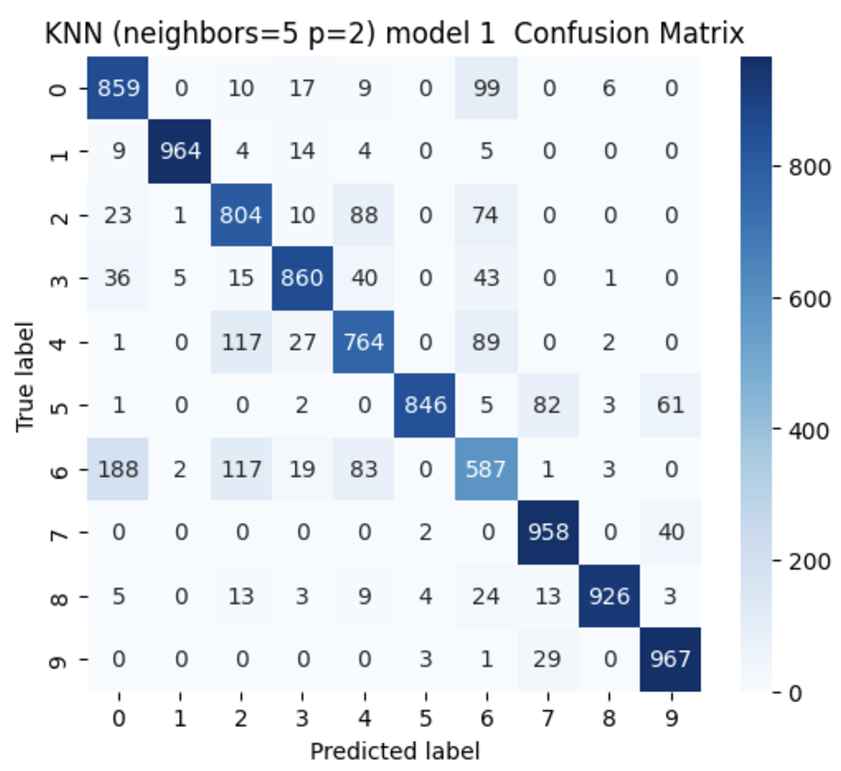 KNN (neighbors=5 p=2) model 1  Confusion Matrix
0 859 0 10 17 9 0 99 0 6 0
1 9 964 4 14 4 0 5 0 0 0
2 23 1 804 10 88 0 74 0 0 0
3 36 5 15 860 40 0 43 0 1 0
4 1 0 117 27 764 0 89 0 2 0
5 1 0 0 2 0 846 5 82 3 61
6 188 2 117 19 83 0 587 1 3 0
7 0 0 0 0 0 2 0 958 0 40
8 5 0 13 3 9 4 24 13 926 3
9 0 0 0 0 0 3 1 29 0 967
0 1 2 3 4 5 6 7 8 9
Predicted label
True label
800
600
400
200
0